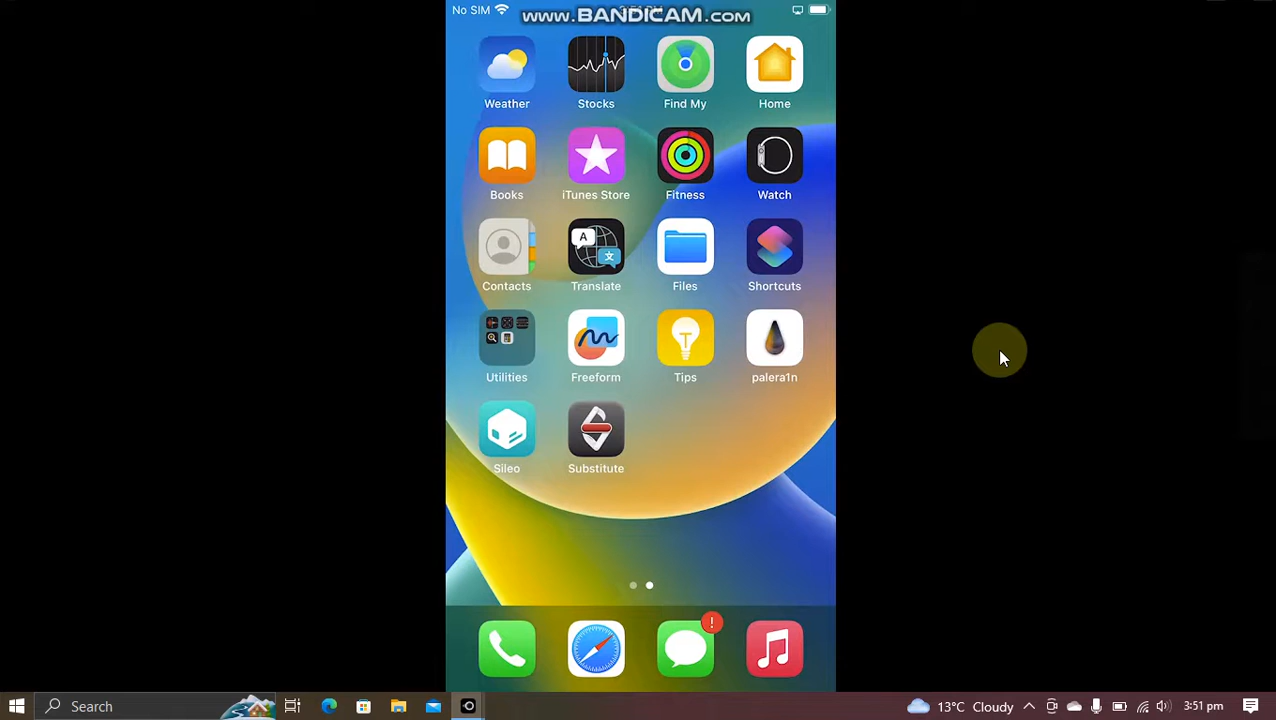 No SIM
www.BANDICAM.com
Weather Stocks Find My Home
Books iTunes Store Fitness Watch
A
文
Contacts Translate Files Shortcuts
T
Utilities Freeform Tips palera1n
Sileo Substitute
!
Search
13°C Cloudy
3:51 pm